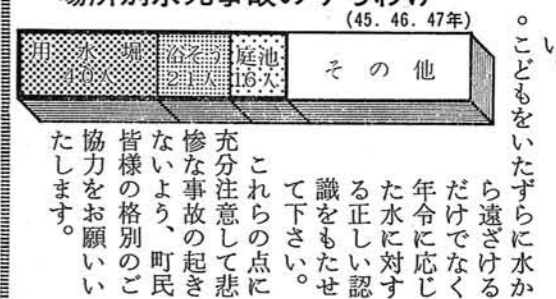 場所別水死事故のうちわけ
(45. 46. 47年)
用水堀
40人
浴そう
21人
庭池
16人
その他
い。
○こどもをいたずらに水か
ら遠ざける
だけでなく
年令に応じ
た水に対す
る正しい認
識をもたせ
て下さい。
これらの点に
充分注意して悲
惨な事故の起き
ないよう、町民
皆様の格別のご
協力をお願いい
たします。